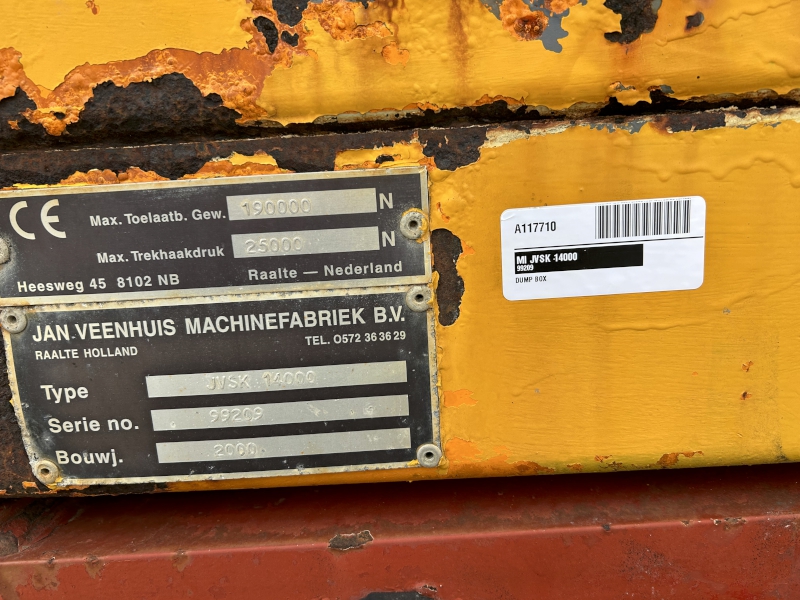 CE
Max. Toelaatb. Gew. 190000 N
Max. Trekhaakdruk 25000 N
Heesweg 45 8102 NB Raalte — Nederland
JAN VEENHUIS MACHINEFABRIEK B.V.
RAALTE HOLLAND TEL. 0572 36 36 29
Type JVSK 14000
Serie no. 99209
Bouwj. 2000
A117710
MI JVSK 14000
99209
DUMP BOX